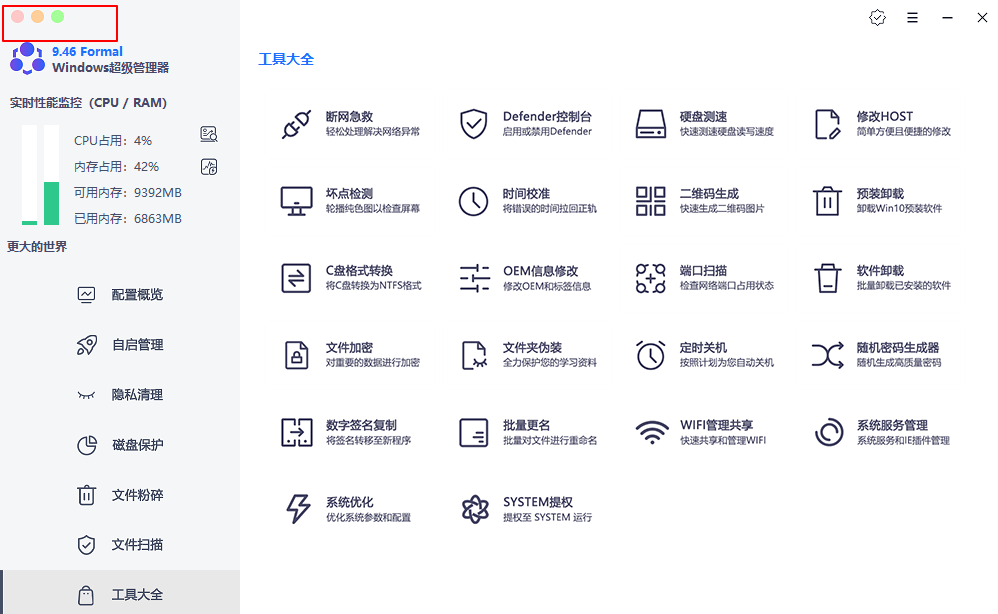 9.46 Formal
Windows超级管理器
实时性能监控（CPU / RAM）
CPU占用：4%
内存占用：42%
可用内存：9392MB
已用内存：6863MB
更大的世界
配置概览
自启管理
隐私清理
磁盘保护
文件粉碎
文件扫描
工具大全
工具大全
断网急救
轻松处理解决网络异常
Defender控制台
启用或禁用Defender
硬盘测速
快速测速硬盘读写速度
修改HOST
简单方便且便捷的修改
坏点检测
轮播纯色图以检查屏幕
时间校准
将错误的时间拉回正轨
二维码生成
快速生成二维码图片
预装卸载
卸载Win10预装软件
C盘格式转换
将C盘转换为NTFS格式
OEM信息修改
修改OEM和标签信息
端口扫描
检查网络端口占用状态
软件卸载
批量卸载已安装的软件
文件加密
对重要的数据进行加密
文件夹伪装
全力保护您的学习资料
定时关机
按照计划为您自动关机
随机密码生成器
随机生成高质量密码
数字签名复制
将签名转移至新程序
批量更名
批量对文件进行重命名
WIFI管理共享
快速共享和管理WIFI
系统服务管理
系统服务和IE插件管理
系统优化
优化系统参数和配置
SYSTEM提权
提权至 SYSTEM 运行